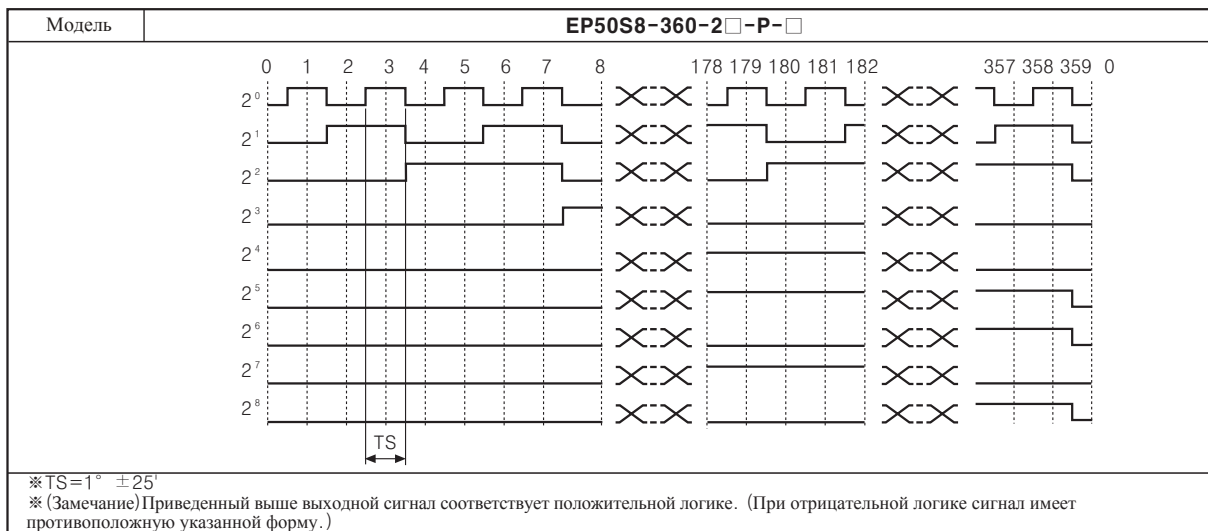 Модель EP50S8-360-2□-P-□
0 1 2 3 4 5 6 7 8 178 179 180 181 182 357 358 359 0
2⁰
2¹
2²
2³
2⁴
2⁵
2⁶
2⁷
2⁸
TS
※TS=1° ±25'
※(Замечание)Приведенный выше выходной сигнал соответствует положительной логике. (При отрицательной логике сигнал имеет
противоположную указанной форму.)